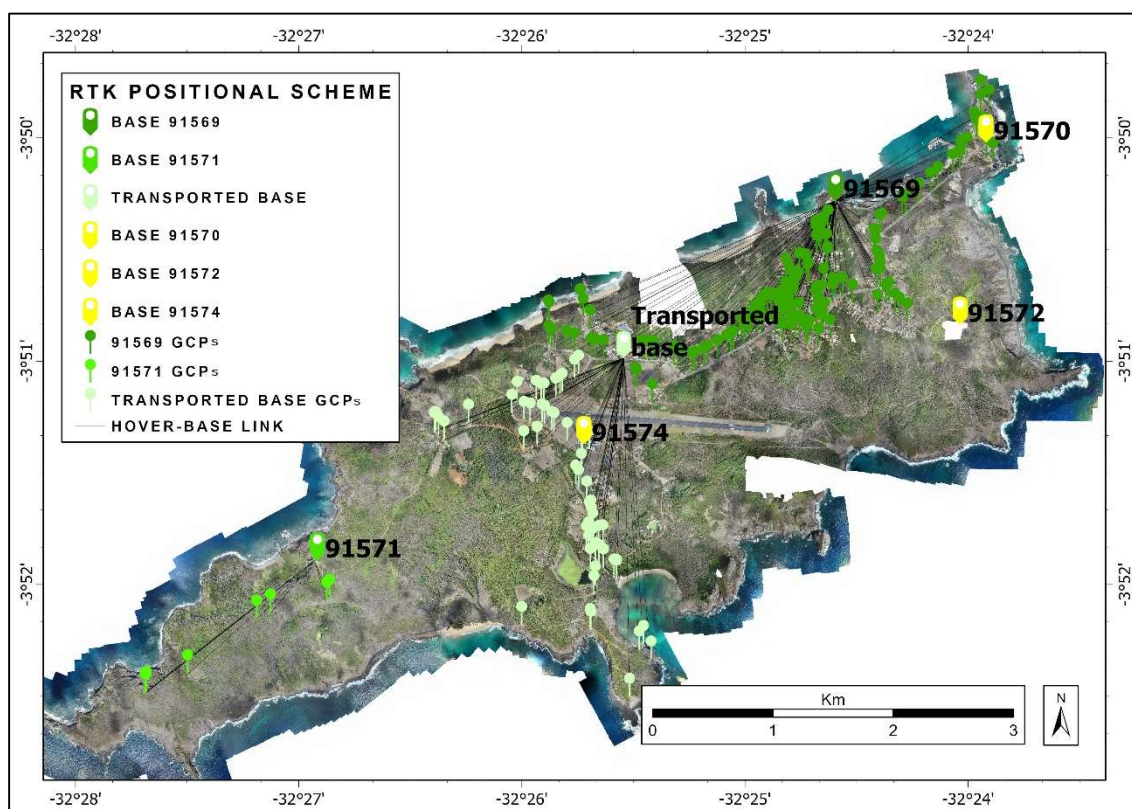 -32°28' -32°27' -32°26' -32°25' -32°24'
RTK POSITIONAL SCHEME
BASE 91569
BASE 91571
TRANSPORTED BASE
BASE 91570
BASE 91572
BASE 91574
91569 GCPs
91571 GCPs
TRANSPORTED BASE GCPs
HOVER-BASE LINK
-3°50' -3°50'
91570
91569
91572
Transported
base
-3°51' -3°51'
91574
91571
-3°52' -3°52'
Km
0 1 2 3
N
-32°28' -32°27' -32°26' -32°25' -32°24'